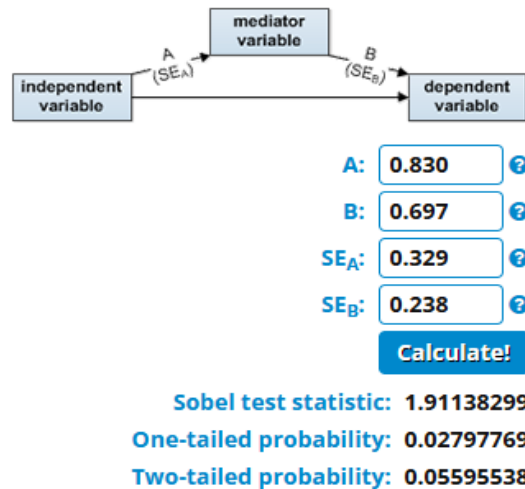 mediator
variable
A
(SEA)
B
(SEB)
independent
variable
dependent
variable
A: 0.830 ?
B: 0.697 ?
SEA: 0.329 ?
SEB: 0.238 ?
Calculate!
Sobel test statistic: 1.91138299
One-tailed probability: 0.02797769
Two-tailed probability: 0.05595538